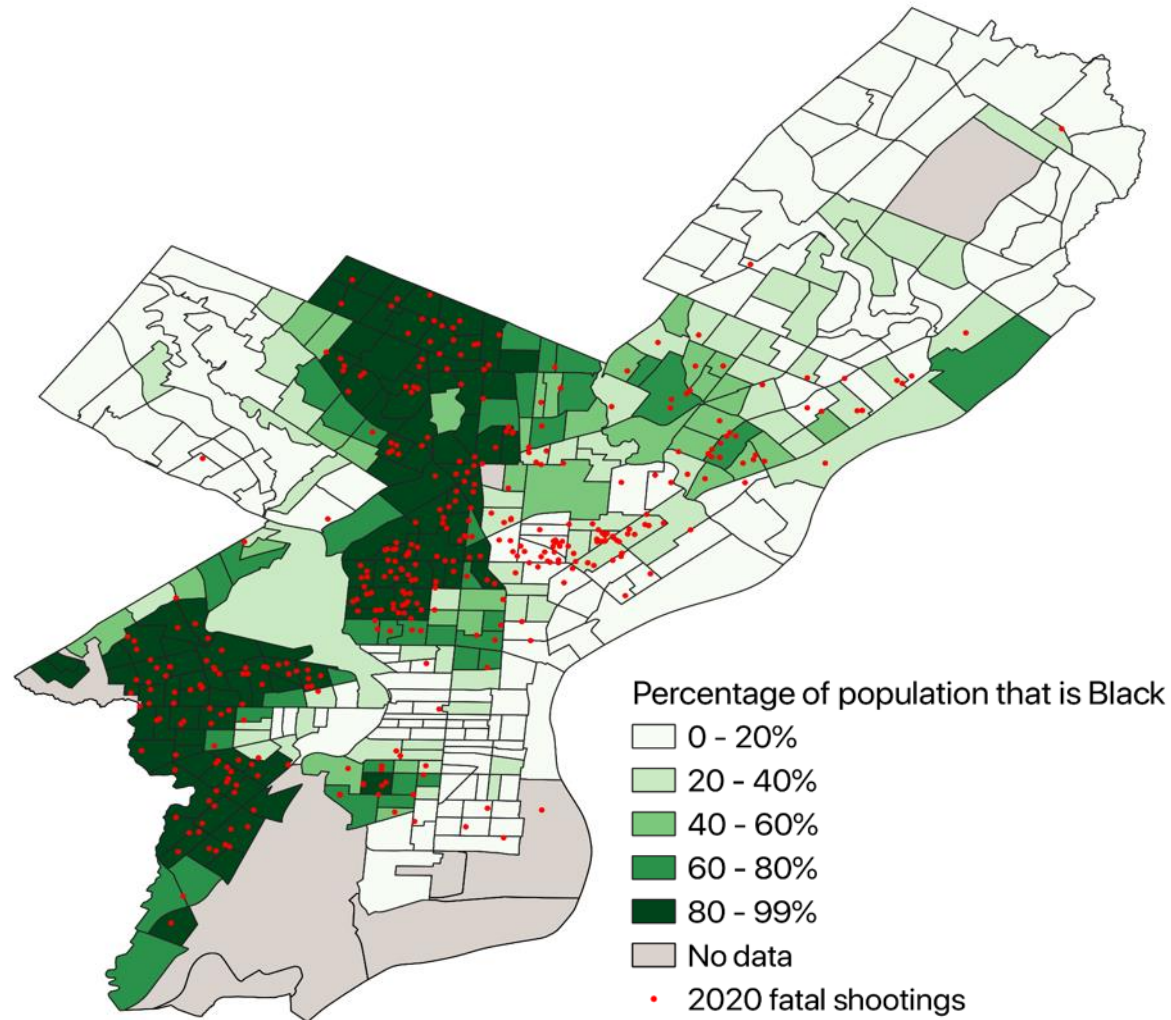 Percentage of population that is Black
0 - 20%
20 - 40%
40 - 60%
60 - 80%
80 - 99%
No data
2020 fatal shootings